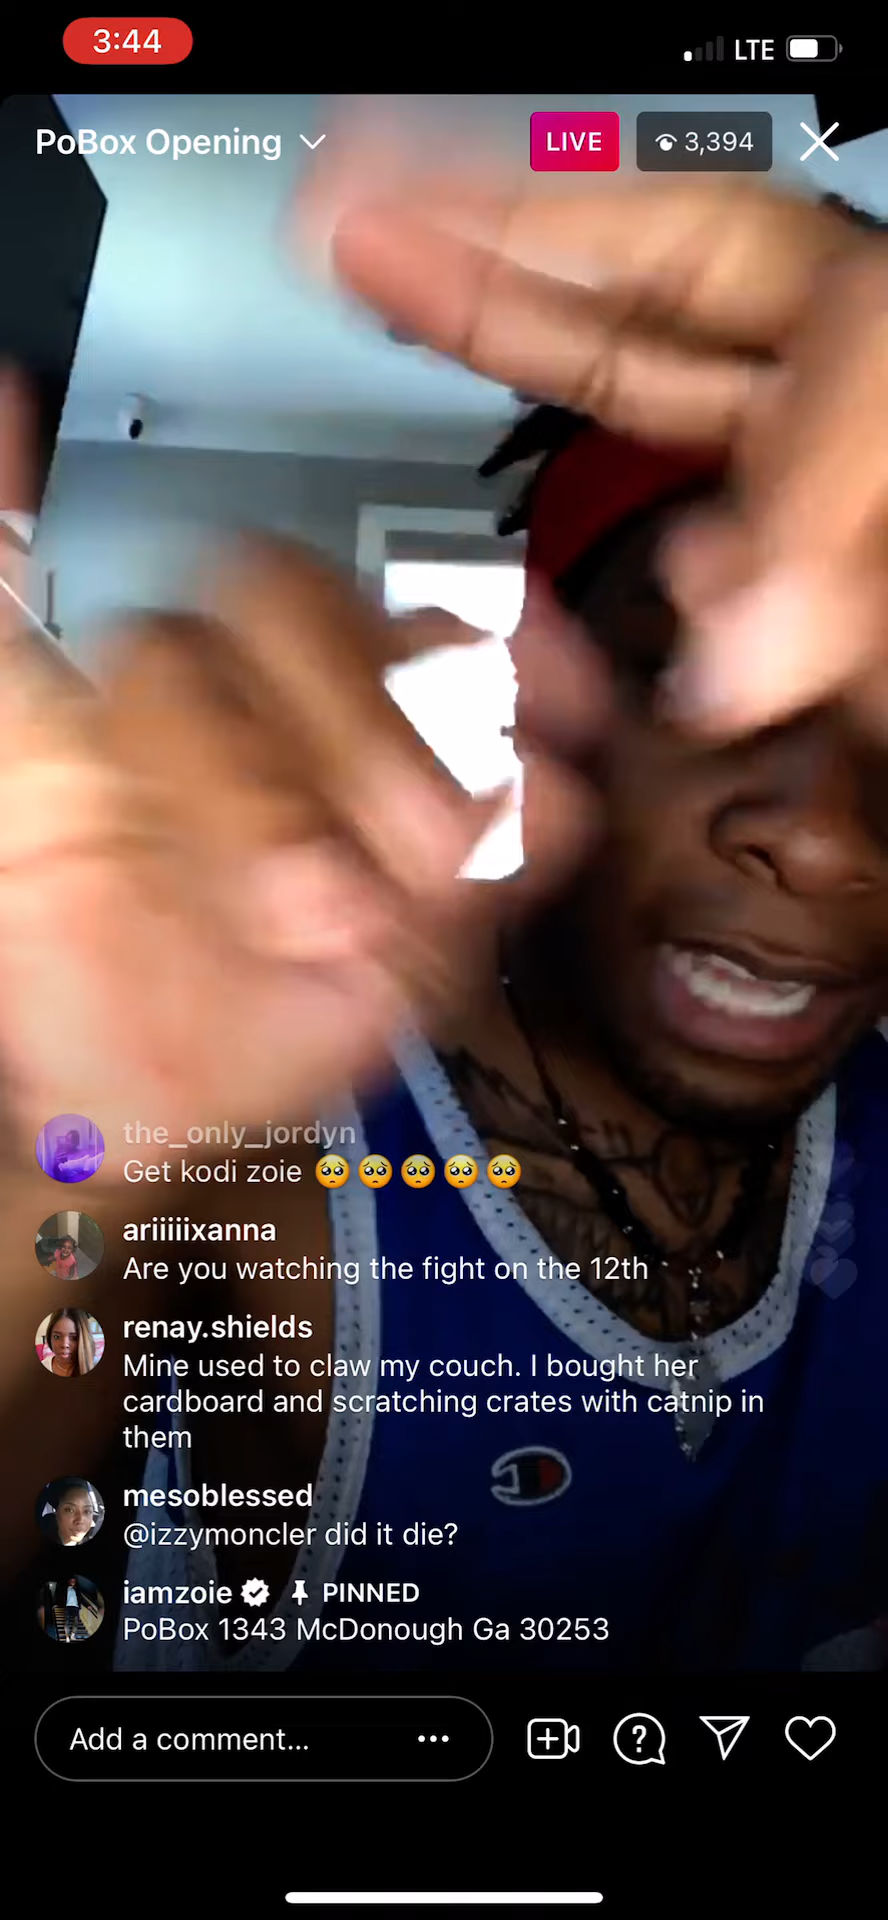 3:44
LTE
PoBox Opening
LIVE
3,394
the_only_jordyn
Get kodi zoie 🥺🥺🥺🥺🥺
ariiiiixanna
Are you watching the fight on the 12th
renay.shields
Mine used to claw my couch. I bought her
cardboard and scratching crates with catnip in
them
mesoblessed
@izzymoncler did it die?
iamzoie PINNED
PoBox 1343 McDonough Ga 30253
Add a comment...